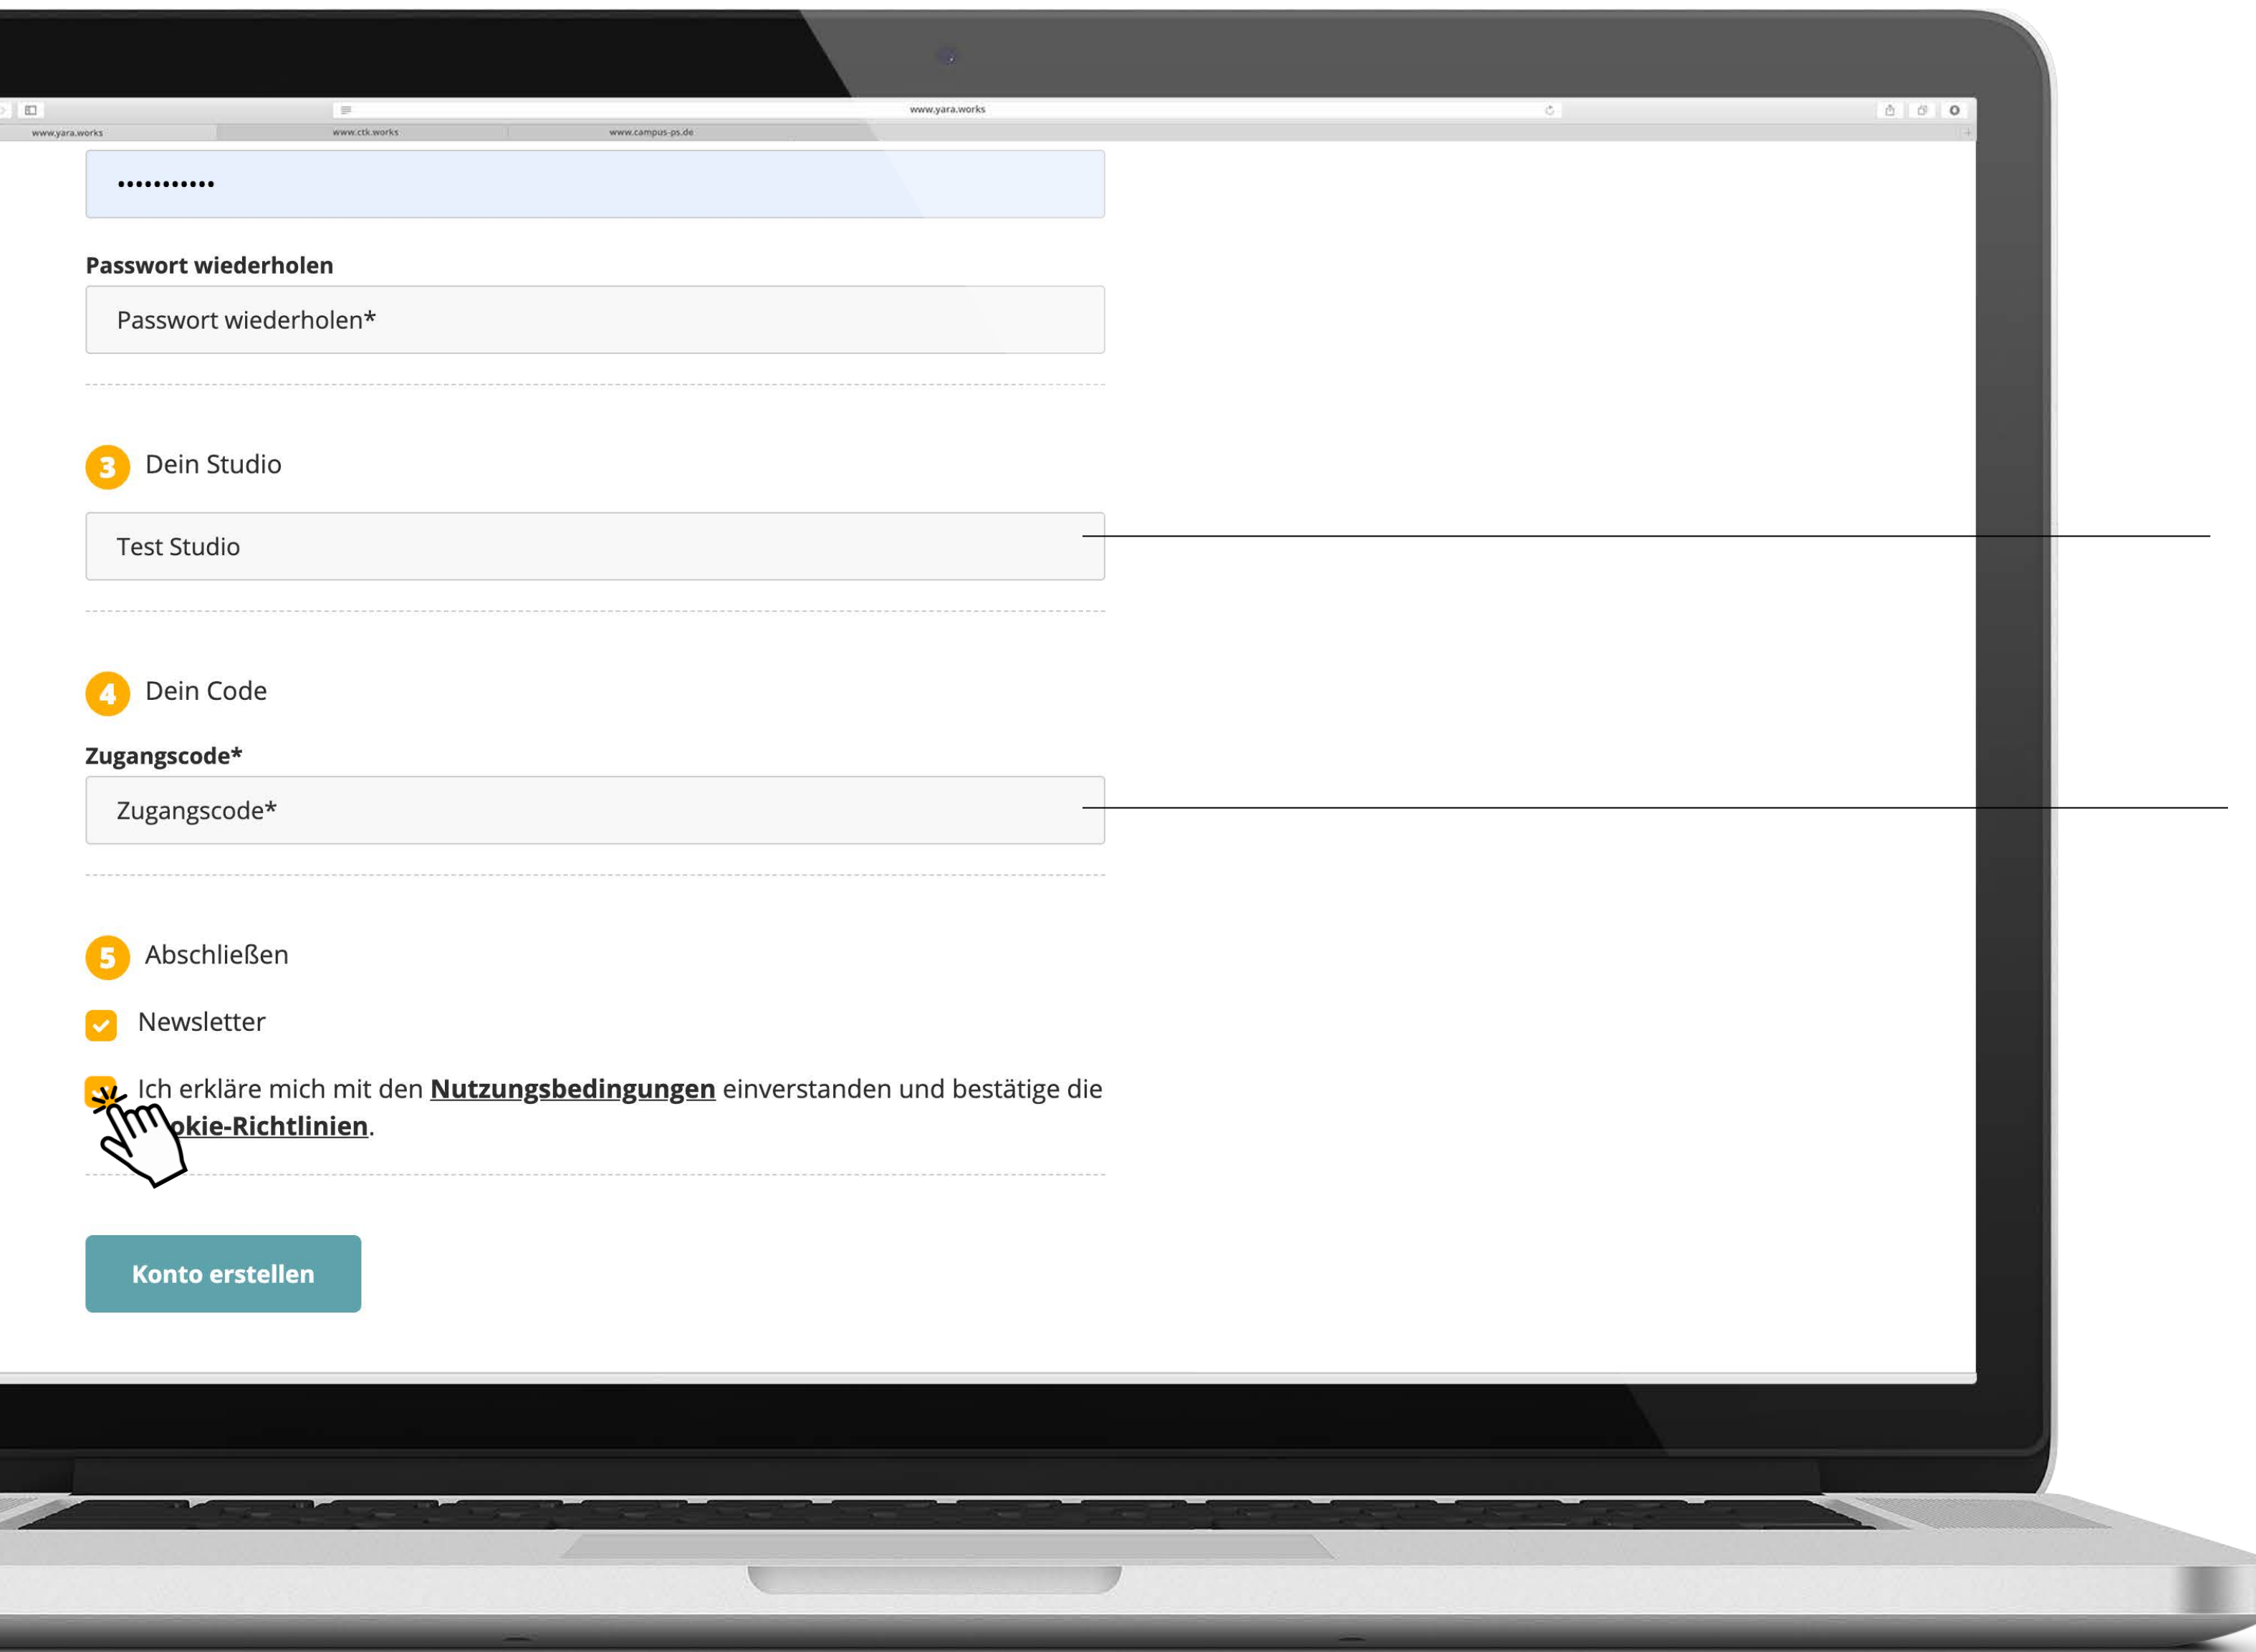 www.yara.works
www.yara.works
www.ctk.works
www.campus-ps.de
•••••••••••
Passwort wiederholen
Passwort wiederholen*
3 Dein Studio
Test Studio
4 Dein Code
Zugangscode*
Zugangscode*
5 Abschließen
Newsletter
Ich erkläre mich mit den Nutzungsbedingungen einverstanden und bestätige die
okie-Richtlinien.
Konto erstellen